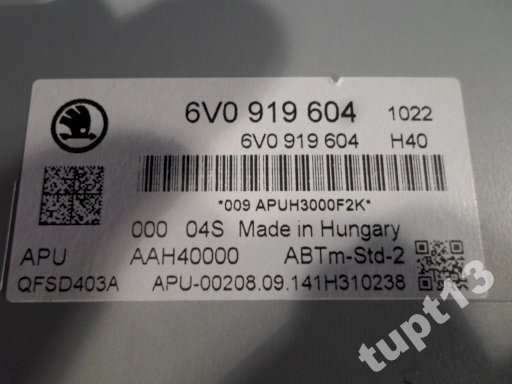 6V0 919 604 1022
6V0 919 604 H40
*009 APUH3000F2K*
000 04S Made in Hungary
APU AAH40000 ABTm-Std-2
QFSD403A APU-00208.09.141H310238
tupt13